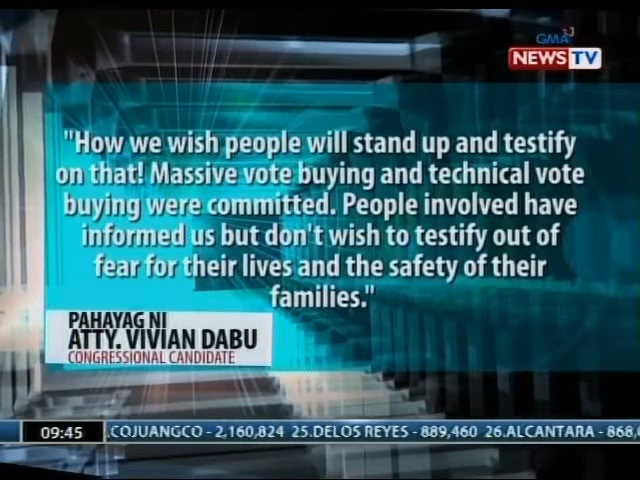 GMA
NEWS TV
"How we wish people will stand up and testify
on that! Massive vote buying and technical vote
buying were committed. People involved have
informed us but don't wish to testify out of
fear for their lives and the safety of their
families."
PAHAYAG NI
ATTY. VIVIAN DABU
CONGRESSIONAL CANDIDATE
09:45 .COJUANGCO - 2,160,824 25.DELOS REYES - 889,460 26.ALCANTARA - 868,